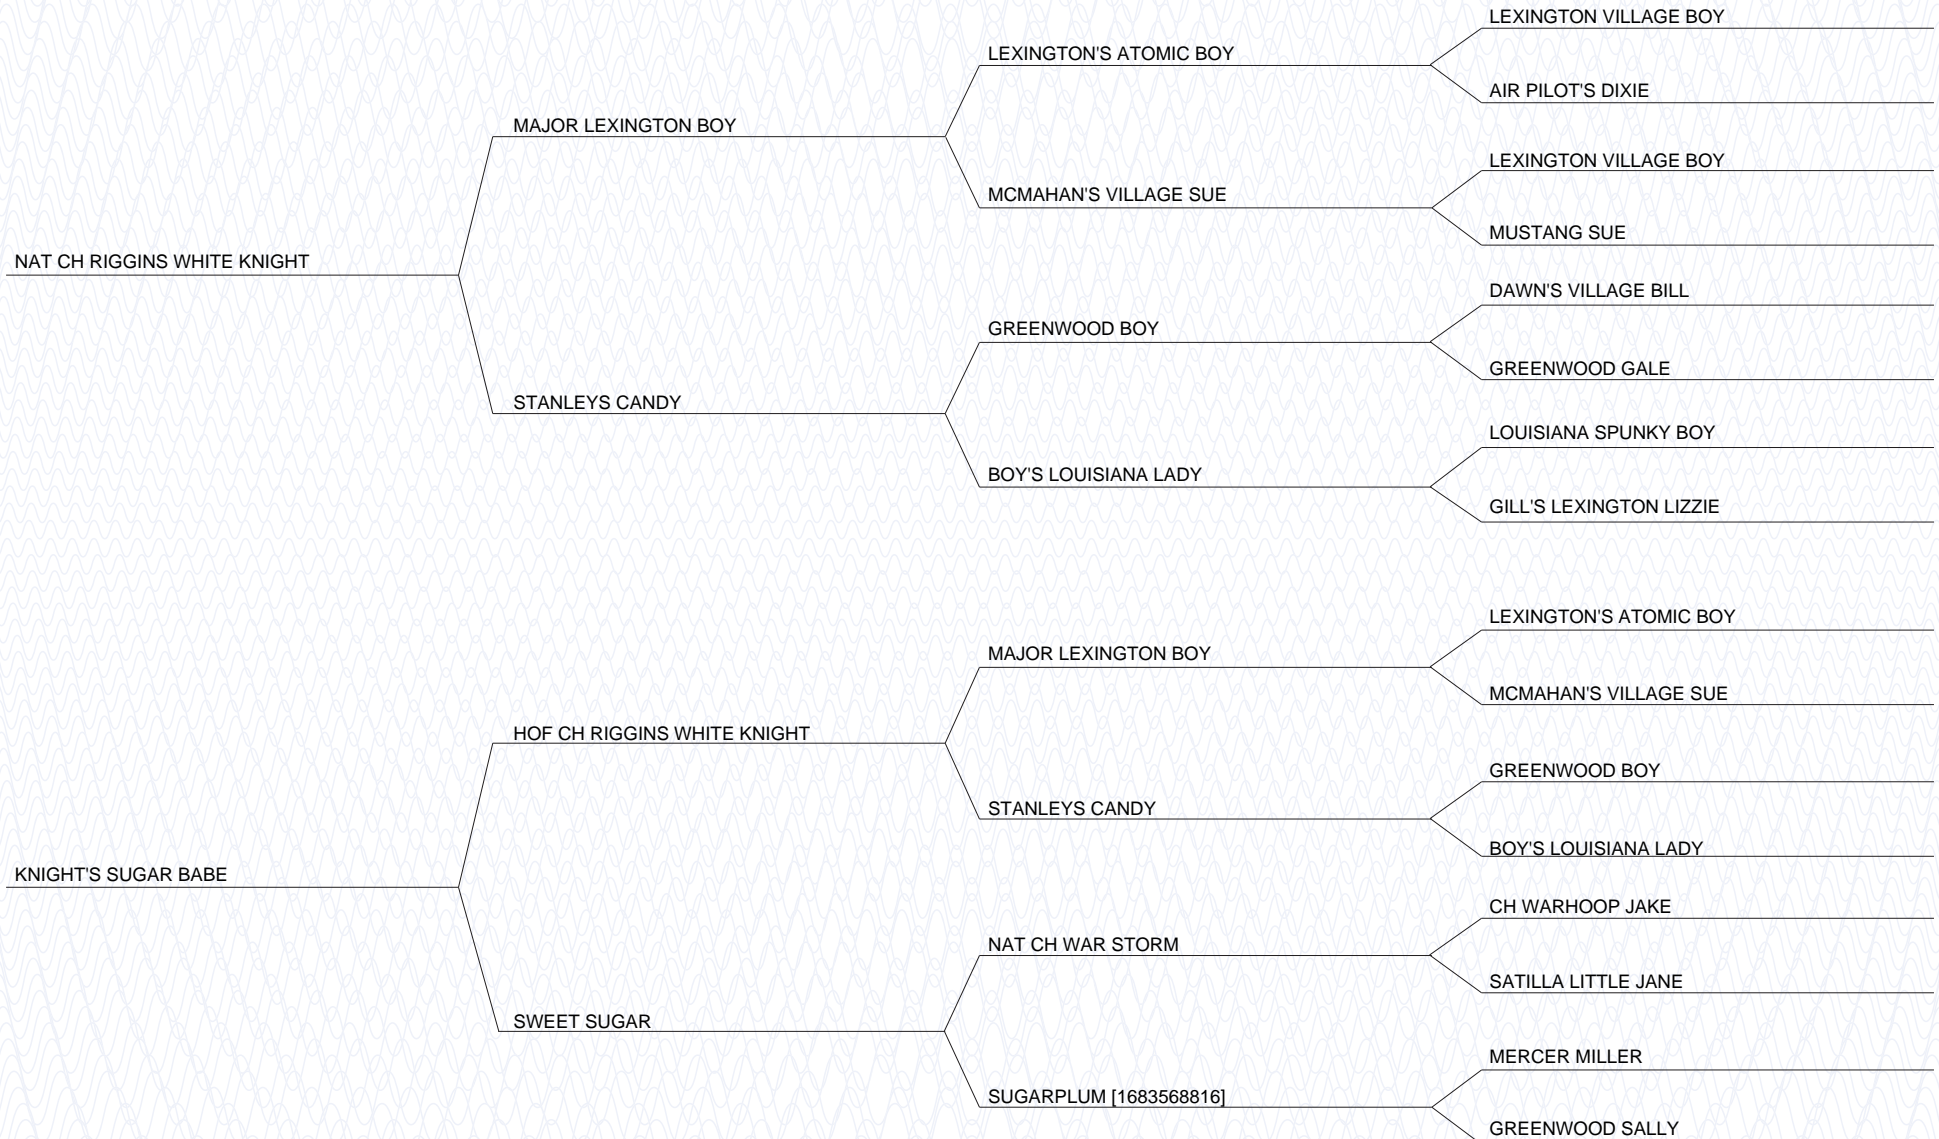 LEXINGTON VILLAGE BOY
LEXINGTON'S ATOMIC BOY
AIR PILOT'S DIXIE
MAJOR LEXINGTON BOY
LEXINGTON VILLAGE BOY
MCMAHAN'S VILLAGE SUE
MUSTANG SUE
NAT CH RIGGINS WHITE KNIGHT
DAWN'S VILLAGE BILL
GREENWOOD BOY
GREENWOOD GALE
STANLEYS CANDY
LOUISIANA SPUNKY BOY
BOY'S LOUISIANA LADY
GILL'S LEXINGTON LIZZIE
LEXINGTON'S ATOMIC BOY
MAJOR LEXINGTON BOY
MCMAHAN'S VILLAGE SUE
HOF CH RIGGINS WHITE KNIGHT
GREENWOOD BOY
STANLEYS CANDY
BOY'S LOUISIANA LADY
KNIGHT'S SUGAR BABE
CH WARHOOP JAKE
NAT CH WAR STORM
SATILLA LITTLE JANE
SWEET SUGAR
MERCER MILLER
SUGARPLUM [1683568816]
GREENWOOD SALLY